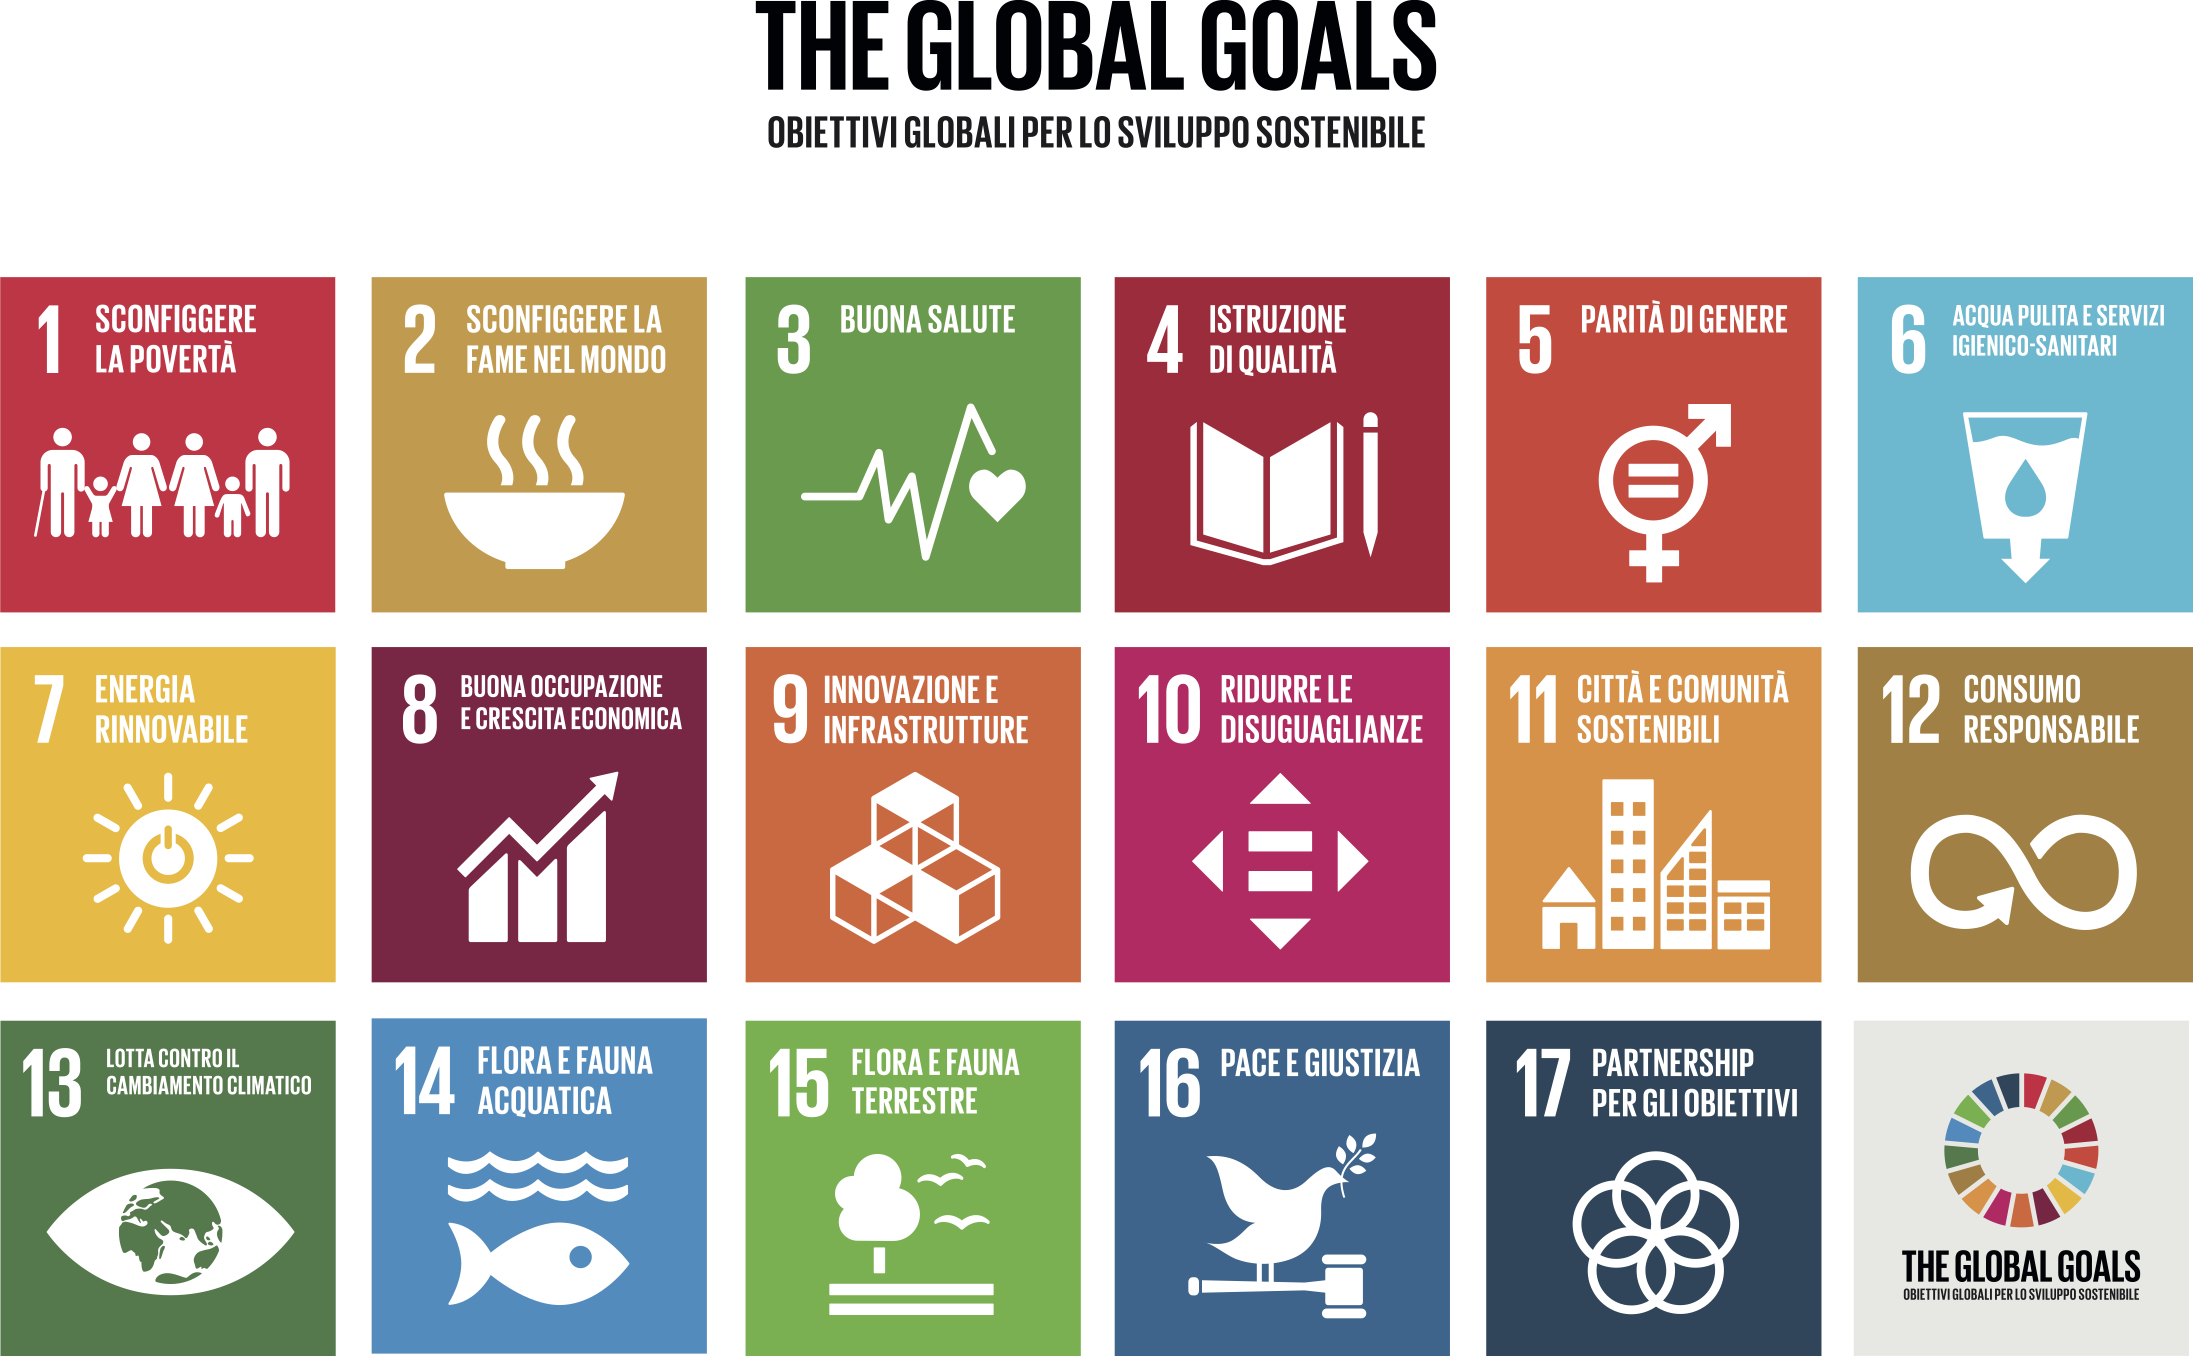 THE GLOBAL GOALS
OBIETTIVI GLOBALI PER LO SVILUPPO SOSTENIBILE
1 SCONFIGGERE
LA POVERTÀ
2 SCONFIGGERE LA
FAME NEL MONDO
3 BUONA SALUTE
4 ISTRUZIONE
DI QUALITÀ
5 PARITÀ DI GENERE
6 ACQUA PULITA E SERVIZI
IGIENICO-SANITARI
7 ENERGIA
RINNOVABILE
8 BUONA OCCUPAZIONE
E CRESCITA ECONOMICA
9 INNOVAZIONE E
INFRASTRUTTURE
10 RIDURRE LE
DISUGUAGLIANZE
11 CITTÀ E COMUNITÀ
SOSTENIBILI
12 CONSUMO
RESPONSABILE
13 LOTTA CONTRO IL
CAMBIAMENTO CLIMATICO
14 FLORA E FAUNA
ACQUATICA
15 FLORA E FAUNA
TERRESTRE
16 PACE E GIUSTIZIA
17 PARTNERSHIP
PER GLI OBIETTIVI
THE GLOBAL GOALS
OBIETTIVI GLOBALI PER LO SVILUPPO SOSTENIBILE